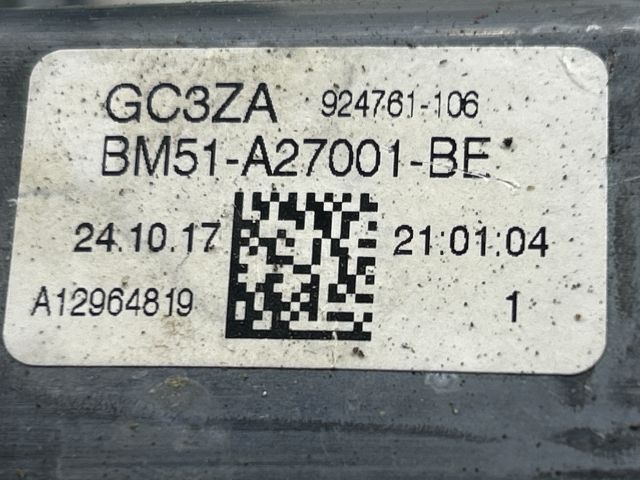 GC3ZA 924761-106
BM51-A27001-BE
24.10.17 21:01:04
A12964819 1